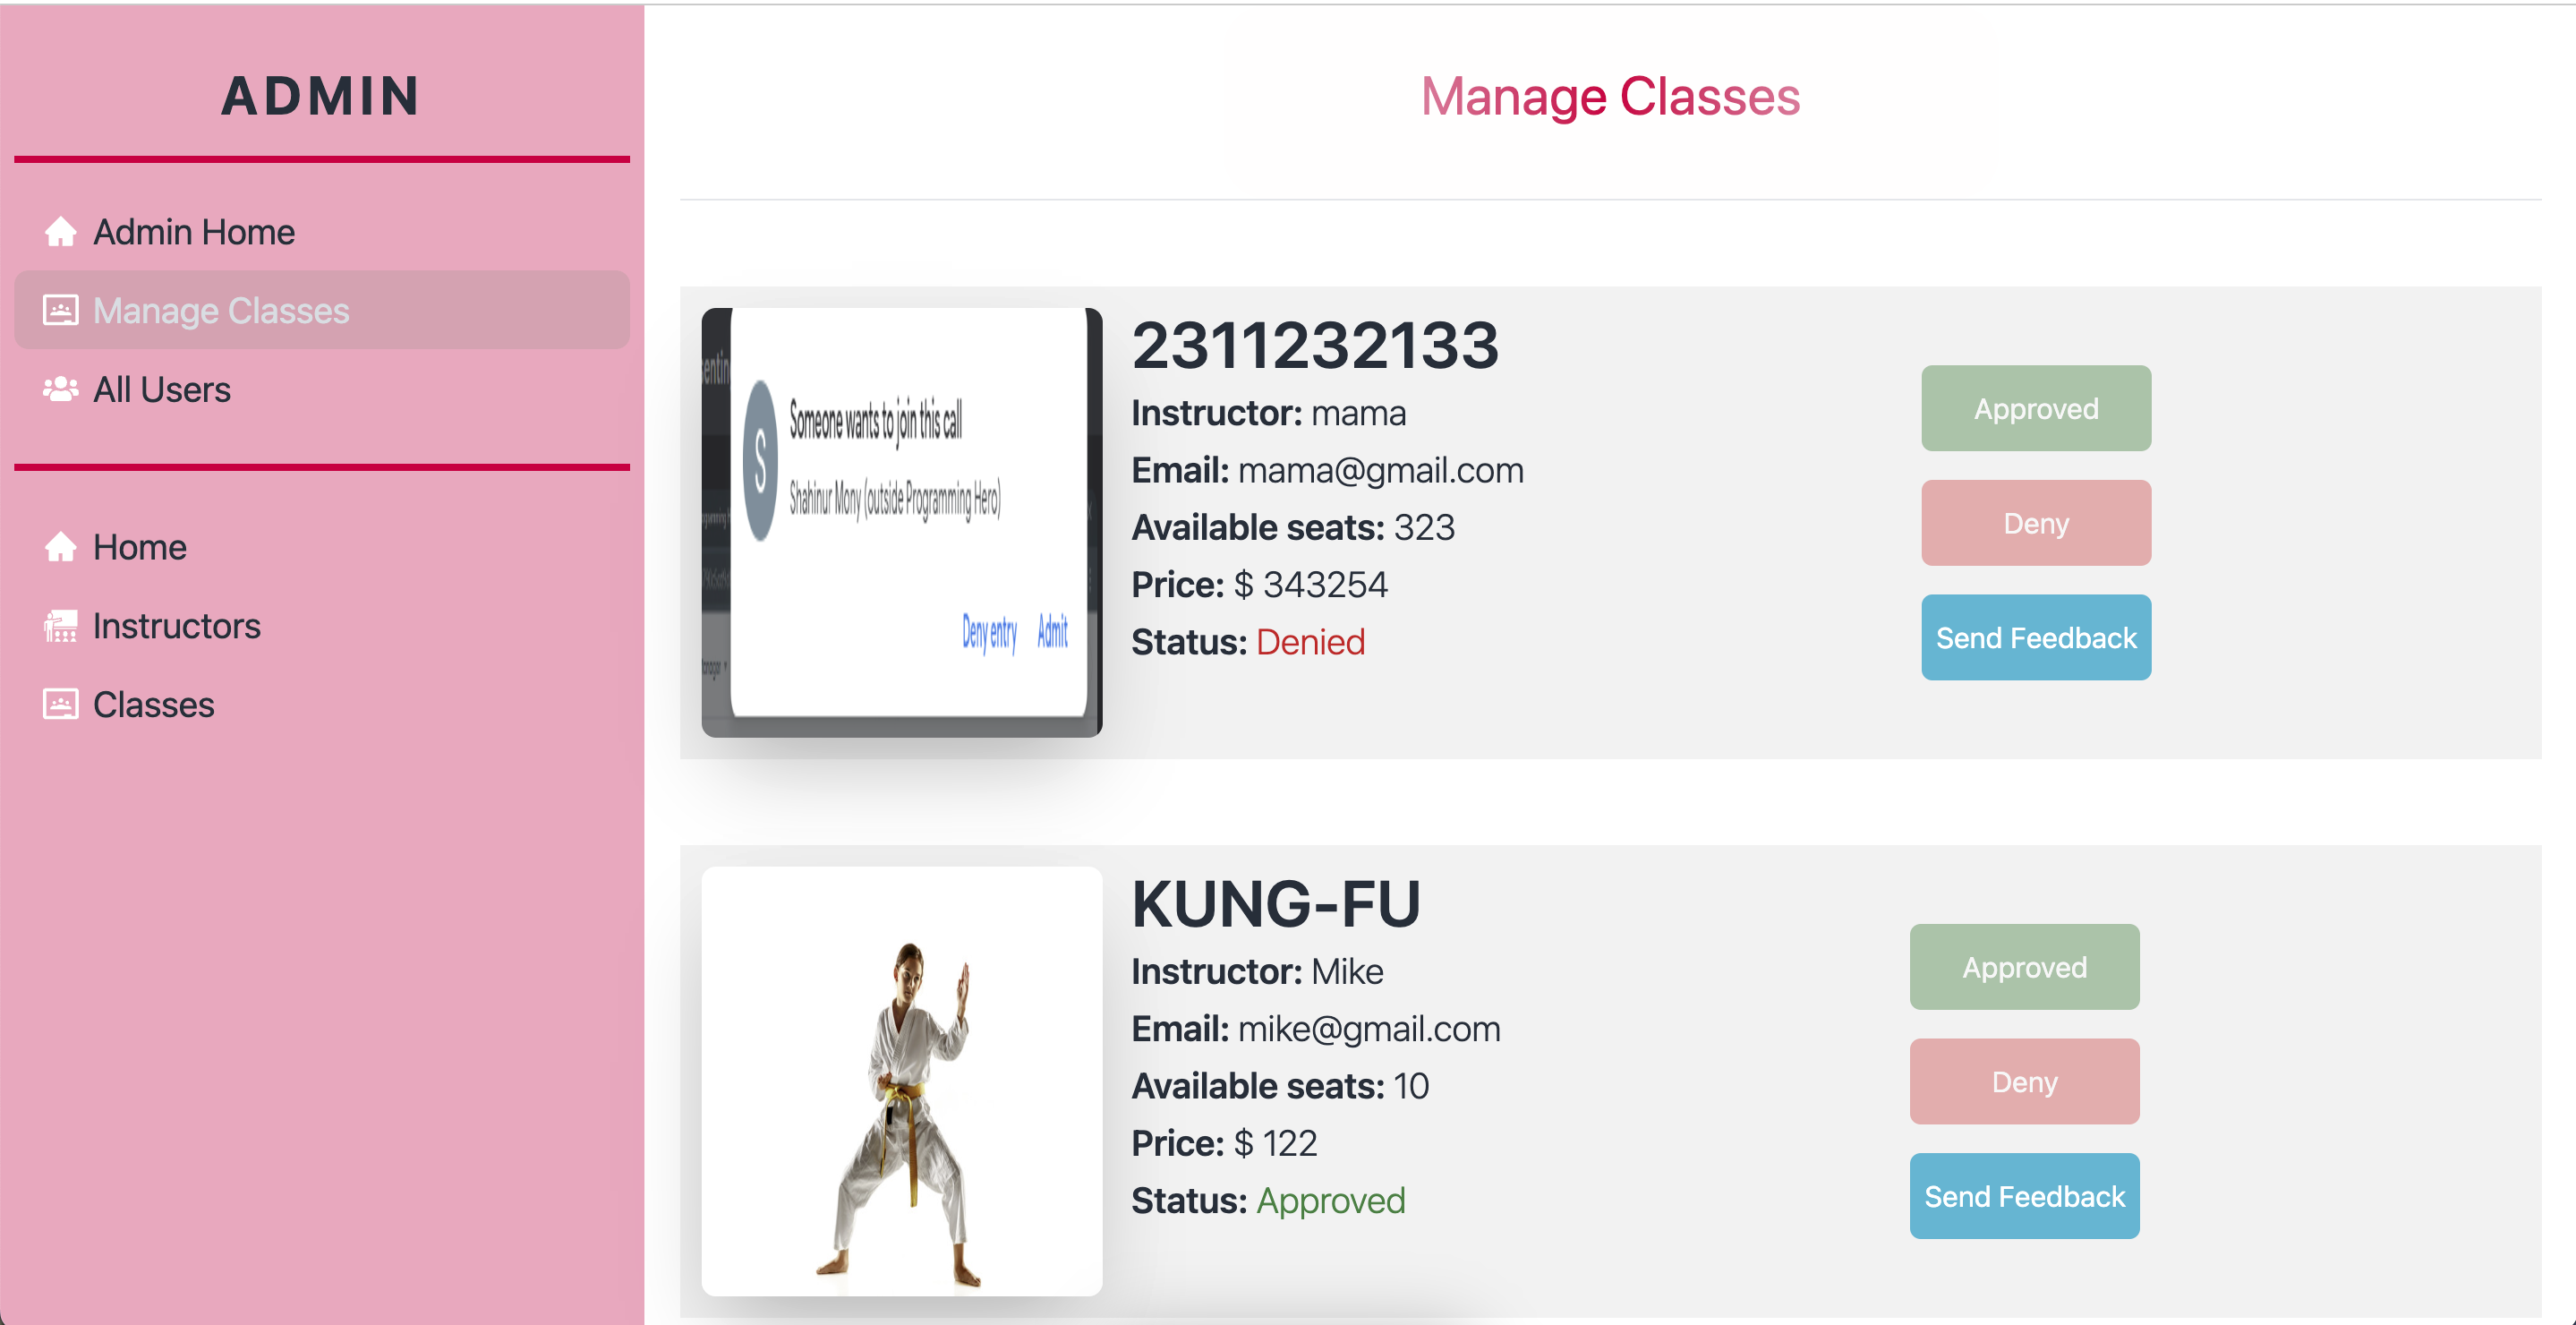 ADMIN
Admin Home
Manage Classes
All Users
Home
Instructors
Classes
Manage Classes
S
Someone wants to join this call
Shahinur Mony (outside Programming Hero)
Deny entry Admit
2311232133
Instructor: mama
Email: mama@gmail.com
Available seats: 323
Price: $ 343254
Status: Denied
Approved
Deny
Send Feedback
KUNG-FU
Instructor: Mike
Email: mike@gmail.com
Available seats: 10
Price: $ 122
Status: Approved
Approved
Deny
Send Feedback